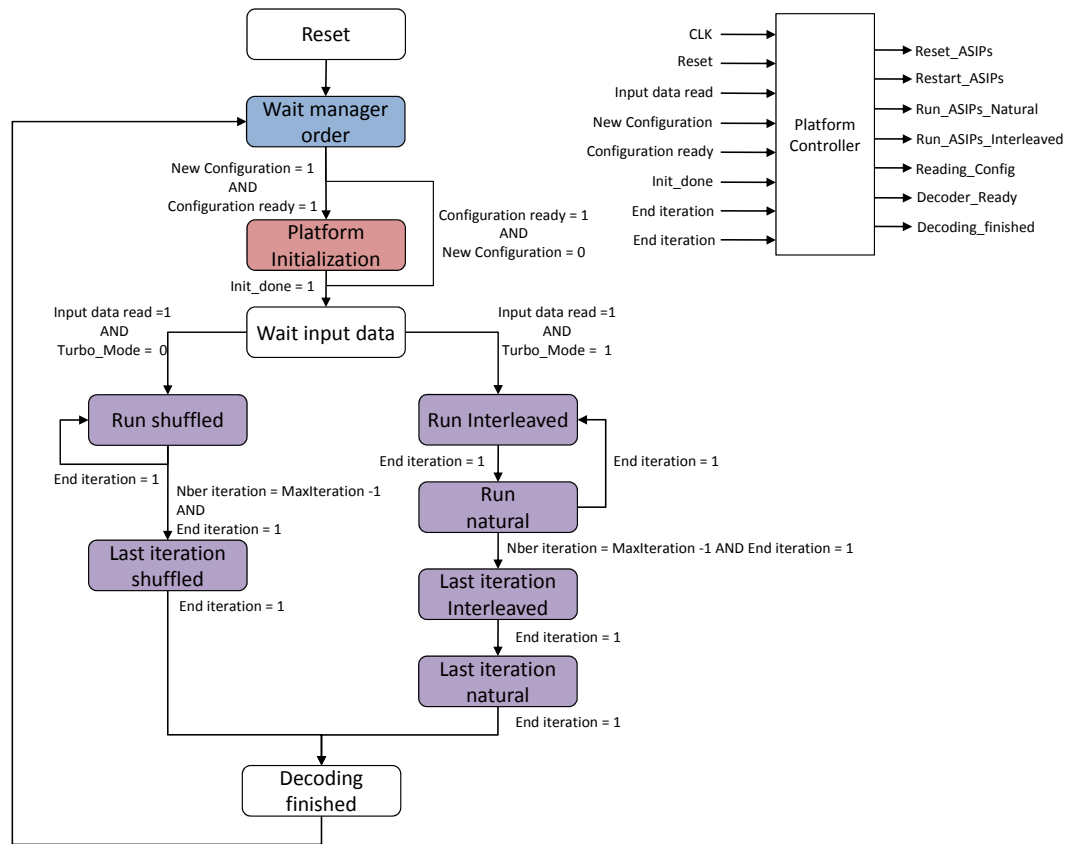 Reset
Wait manager
order
New Configuration = 1
AND
Configuration ready = 1
Configuration ready = 1
AND
New Configuration = 0
Platform
Initialization
Init_done = 1
Input data read =1
AND
Turbo_Mode = 0
Wait input data
Input data read =1
AND
Turbo_Mode = 1
Run shuffled
End iteration = 1
Nber iteration = MaxIteration -1
AND
End iteration = 1
Last iteration
shuffled
End iteration = 1
Run Interleaved
End iteration = 1
End iteration = 1
Run
natural
Nber iteration = MaxIteration -1 AND End iteration = 1
Last iteration
Interleaved
End iteration = 1
Last iteration
natural
End iteration = 1
Decoding
finished
CLK
Reset
Input data read
New Configuration
Configuration ready
Init_done
End iteration
End iteration
Platform
Controller
Reset_ASIPs
Restart_ASIPs
Run_ASIPs_Natural
Run_ASIPs_Interleaved
Reading_Config
Decoder_Ready
Decoding_finished